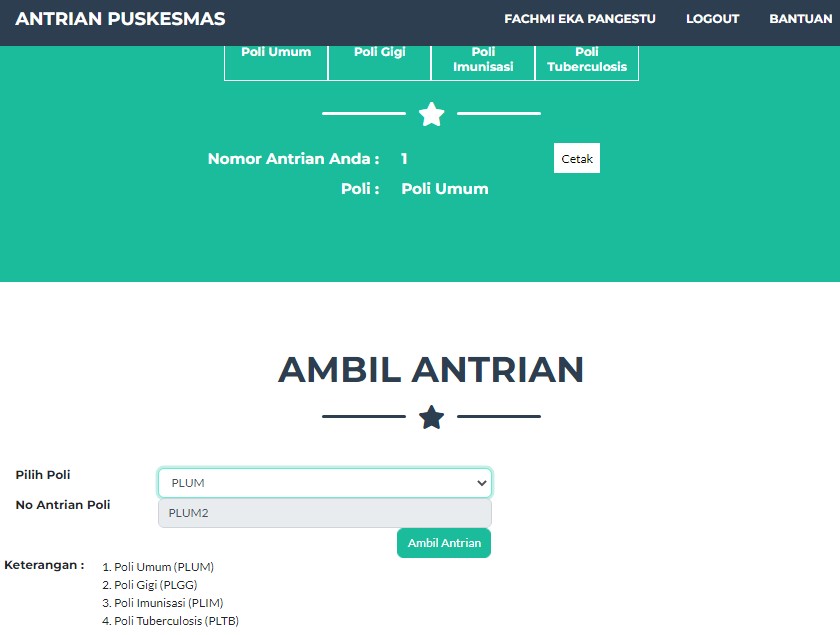 ANTRIAN PUSKESMAS FACHMI EKA PANGESTU LOGOUT BANTUAN
Poli Umum Poli Gigi Poli Imunisasi Poli Tuberculosis
Nomor Antrian Anda : 1 Cetak
Poli : Poli Umum
AMBIL ANTRIAN
Pilih Poli PLUM
No Antrian Poli PLUM2
Ambil Antrian
Keterangan : 1. Poli Umum (PLUM)
2. Poli Gigi (PLGG)
3. Poli Imunisasi (PLIM)
4. Poli Tuberculosis (PLTB)